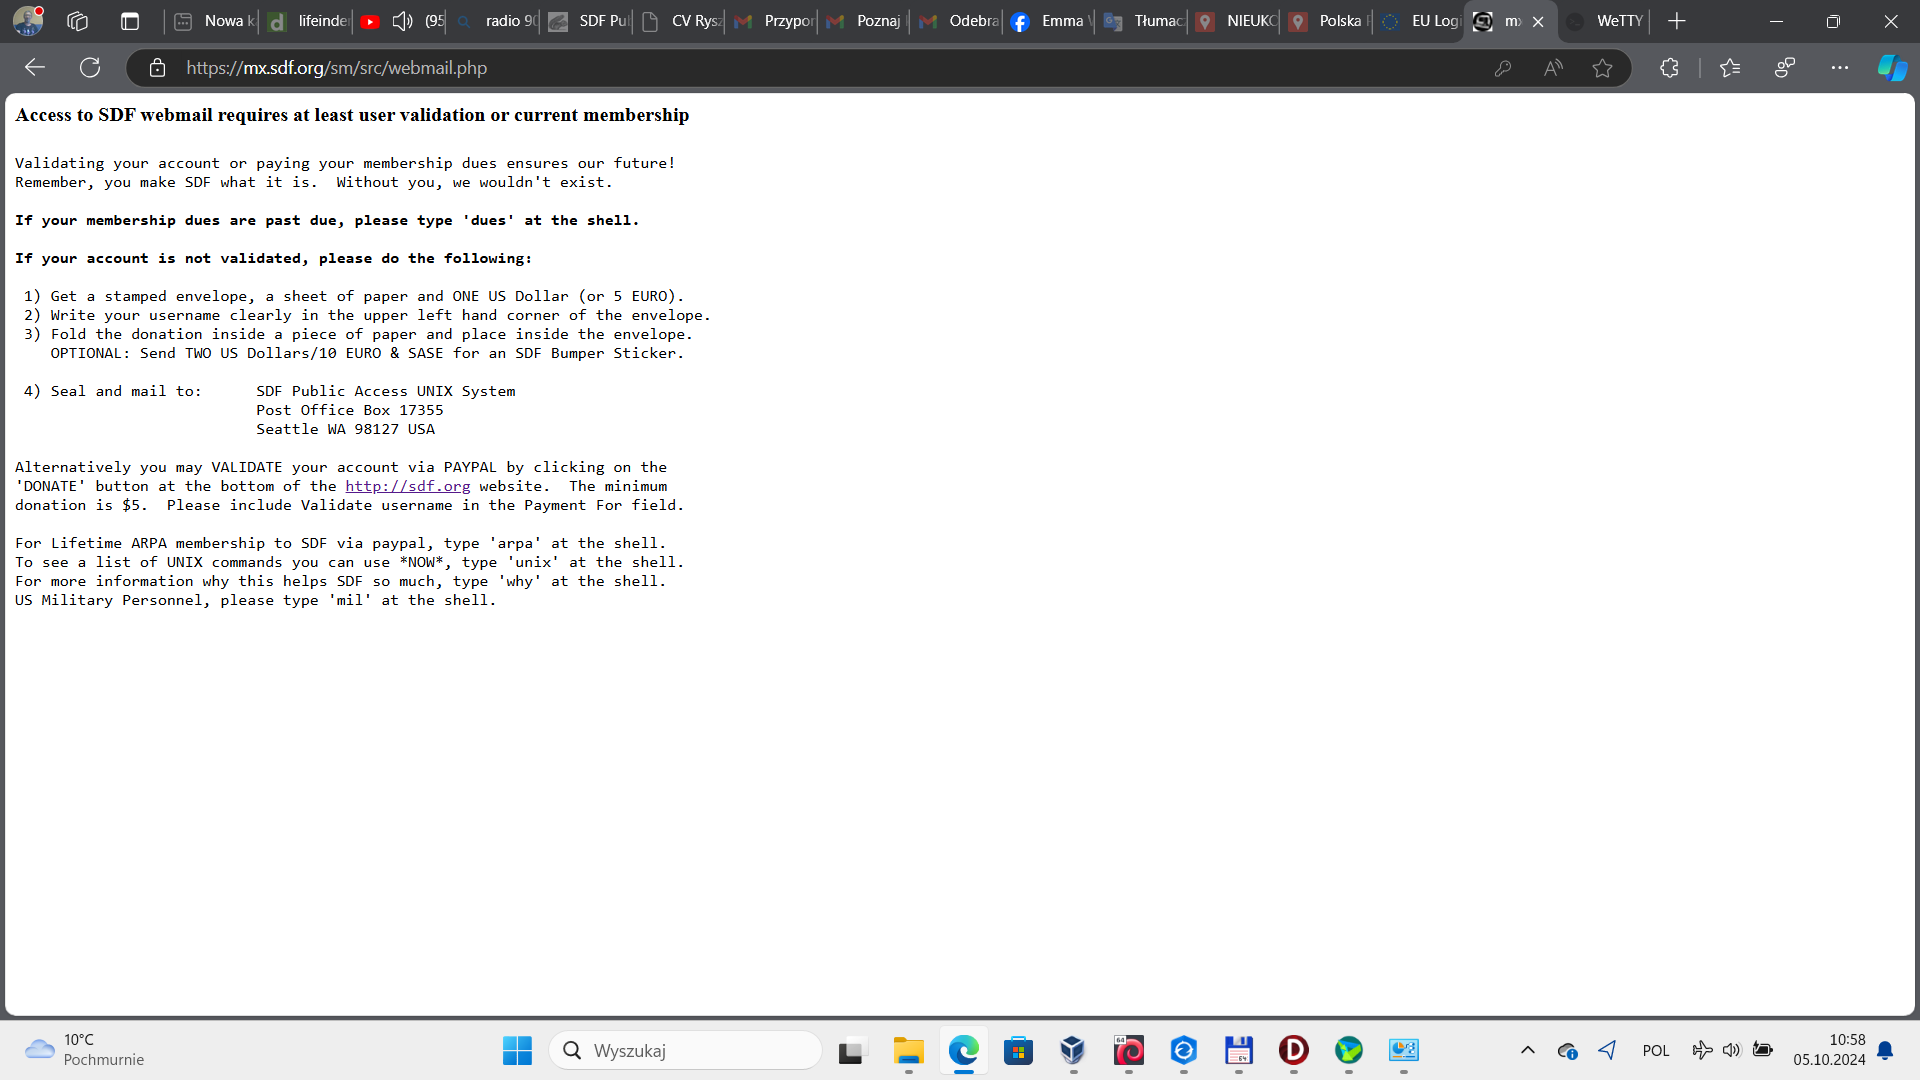 Nowa k
lifeinder
(95
radio 90
SDF Pu
CV Rysz
Przypor
Poznaj
Odebra
Emma
Tłumac
NIEUKO
Polska
EU Logi
mx
WeTTY
https://mx.sdf.org/sm/src/webmail.php
Access to SDF webmail requires at least user validation or current membership
Validating your account or paying your membership dues ensures our future!
Remember, you make SDF what it is.  Without you, we wouldn't exist.
If your membership dues are past due, please type 'dues' at the shell.
If your account is not validated, please do the following:
1) Get a stamped envelope, a sheet of paper and ONE US Dollar (or 5 EURO).
2) Write your username clearly in the upper left hand corner of the envelope.
3) Fold the donation inside a piece of paper and place inside the envelope.
OPTIONAL: Send TWO US Dollars/10 EURO & SASE for an SDF Bumper Sticker.
4) Seal and mail to:      SDF Public Access UNIX System
Post Office Box 17355
Seattle WA 98127 USA
Alternatively you may VALIDATE your account via PAYPAL by clicking on the
'DONATE' button at the bottom of the http://sdf.org website.  The minimum
donation is $5.  Please include Validate username in the Payment For field.
For Lifetime ARPA membership to SDF via paypal, type 'arpa' at the shell.
To see a list of UNIX commands you can use *NOW*, type 'unix' at the shell.
For more information why this helps SDF so much, type 'why' at the shell.
US Military Personnel, please type 'mil' at the shell.
10°C
Pochmurnie
Wyszukaj
64
64
D
POL
10:58
05.10.2024